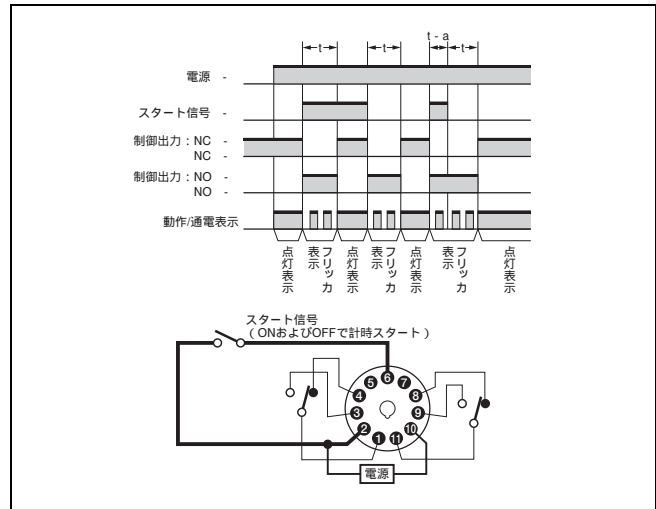 t
t
t - a
t
電源 -
スタート信号 -
制御出力：NC -
NC -
制御出力：NO -
NO -
動作/通電表示
点灯表示
フリッカ表示
点灯表示
フリッカ表示
点灯表示
フリッカ表示
点灯表示
スタート信号
（ONおよびOFFで計時スタート）
5 6 7
4 8
3 9
2 10
1 11
電源